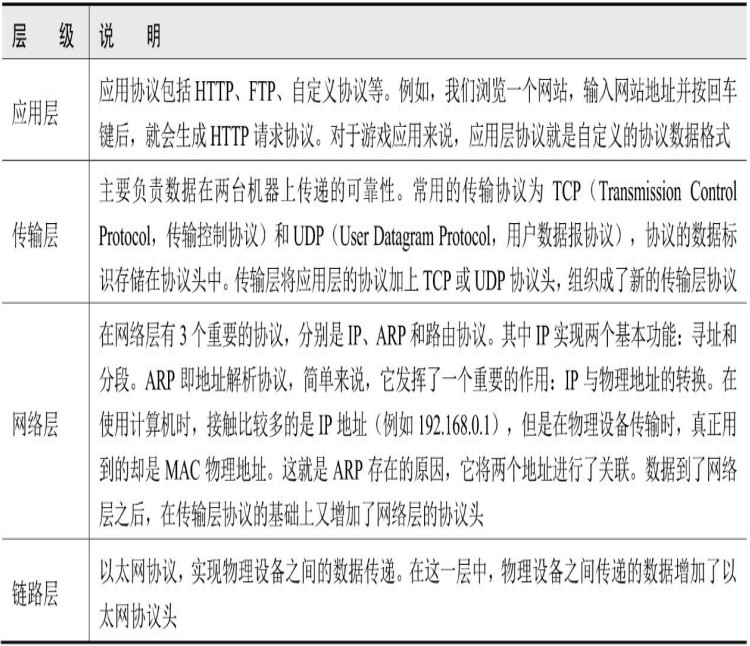 层 级 说 明
应用层
应用协议包括 HTTP、FTP、自定义协议等。例如，我们浏览一个网站，输入网站地址并按回车
键后，就会生成 HTTP 请求协议。对于游戏应用来说，应用层协议就是自定义的协议数据格式
传输层
主要负责数据在两台机器上传递的可靠性。常用的传输协议为 TCP（Transmission Control
Protocol，传输控制协议）和 UDP（User Datagram Protocol，用户数据报协议），协议的数据标
识存储在协议头中。传输层将应用层的协议加上 TCP 或 UDP 协议头，组织成了新的传输层协议
网络层
在网络层有 3 个重要的协议，分别是 IP、ARP 和路由协议。其中 IP 实现两个基本功能：寻址和
分段。ARP 即地址解析协议，简单来说，它发挥了一个重要的作用：IP 与物理地址的转换。在
使用计算机时，接触比较多的是 IP 地址（例如 192.168.0.1），但是在物理设备传输时，真正用
到的却是 MAC 物理地址。这就是 ARP 存在的原因，它将两个地址进行了关联。数据到了网络
层之后，在传输层协议的基础上又增加了网络层的协议头
链路层
以太网协议，实现物理设备之间的数据传递。在这一层中，物理设备之间传递的数据增加了以
太网协议头